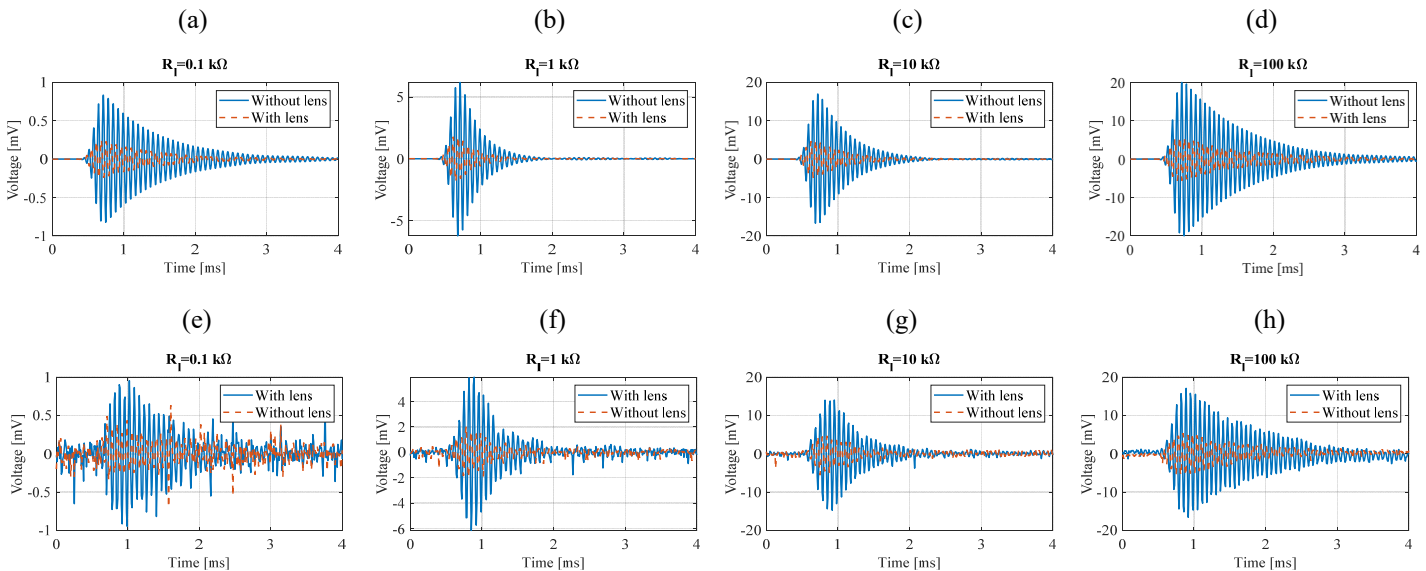 (a)
(b)
(c)
(d)
R_l=0.1 kΩ
1
0.5
0
-0.5
-1
0
1
2
3
4
Voltage [mV]
Time [ms]
Without lens
With lens
R_l=1 kΩ
5
0
-5
0
1
2
3
4
Voltage [mV]
Time [ms]
Without lens
With lens
R_l=10 kΩ
20
10
0
-10
-20
0
1
2
3
4
Voltage [mV]
Time [ms]
Without lens
With lens
R_l=100 kΩ
20
10
0
-10
-20
0
1
2
3
4
Voltage [mV]
Time [ms]
Without lens
With lens
(e)
(f)
(g)
(h)
R_l=0.1 kΩ
1
0.5
0
-0.5
-1
0
1
2
3
4
Voltage [mV]
Time [ms]
With lens
Without lens
R_l=1 kΩ
4
2
0
-2
-4
-6
0
1
2
3
4
Voltage [mV]
Time [ms]
With lens
Without lens
R_l=10 kΩ
20
10
0
-10
-20
0
1
2
3
4
Voltage [mV]
Time [ms]
With lens
Without lens
R_l=100 kΩ
20
10
0
-10
-20
0
1
2
3
4
Voltage [mV]
Time [ms]
With lens
Without lens